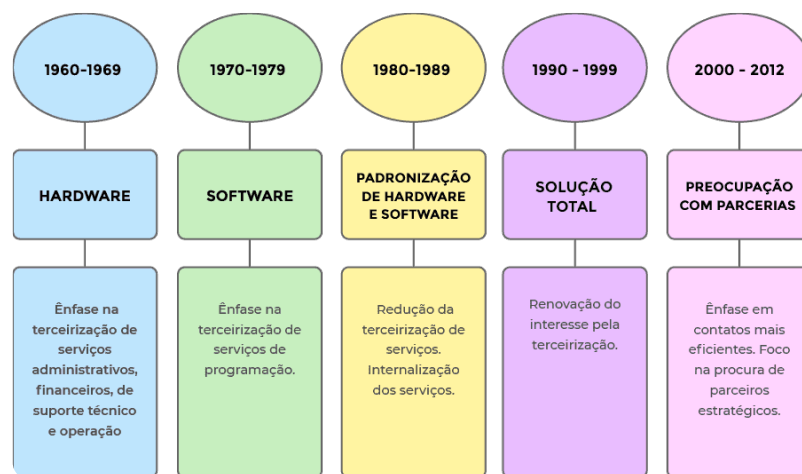 1960-1969
1970-1979
1980-1989
1990 - 1999
2000 - 2012
HARDWARE
SOFTWARE
PADRONIZAÇÃO
DE HARDWARE
E SOFTWARE
SOLUÇÃO
TOTAL
PREOCUPAÇÃO
COM PARCERIAS
Ênfase na
terceirização de
serviços
administrativos,
financeiros, de
suporte técnico
e operação
Ênfase na
terceirização de
serviços de
programação.
Redução da
terceirização de
serviços.
Internalização
dos serviços.
Renovação do
interesse pela
terceirização.
Ênfase em
contatos mais
eficientes. Foco
na procura de
parceiros
estratégicos.